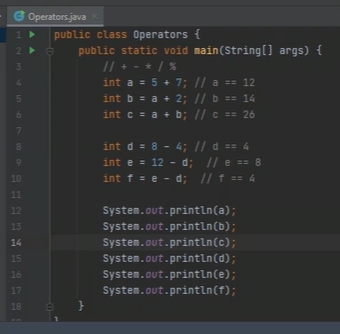 Operators.java
1 public class Operators {
2 public static void main(String[] args) {
3 // + - * / %
4 int a = 5 + 7; // a == 12
5 int b = a + 2; // b == 14
6 int c = a + b; // c == 26
7
8 int d = 8 - 4; // d == 4
9 int e = 12 - d; // e == 8
10 int f = e - d; // f == 4
11
12 System.out.println(a);
13 System.out.println(b);
14 System.out.println(c);
15 System.out.println(d);
16 System.out.println(e);
17 System.out.println(f);
18 }